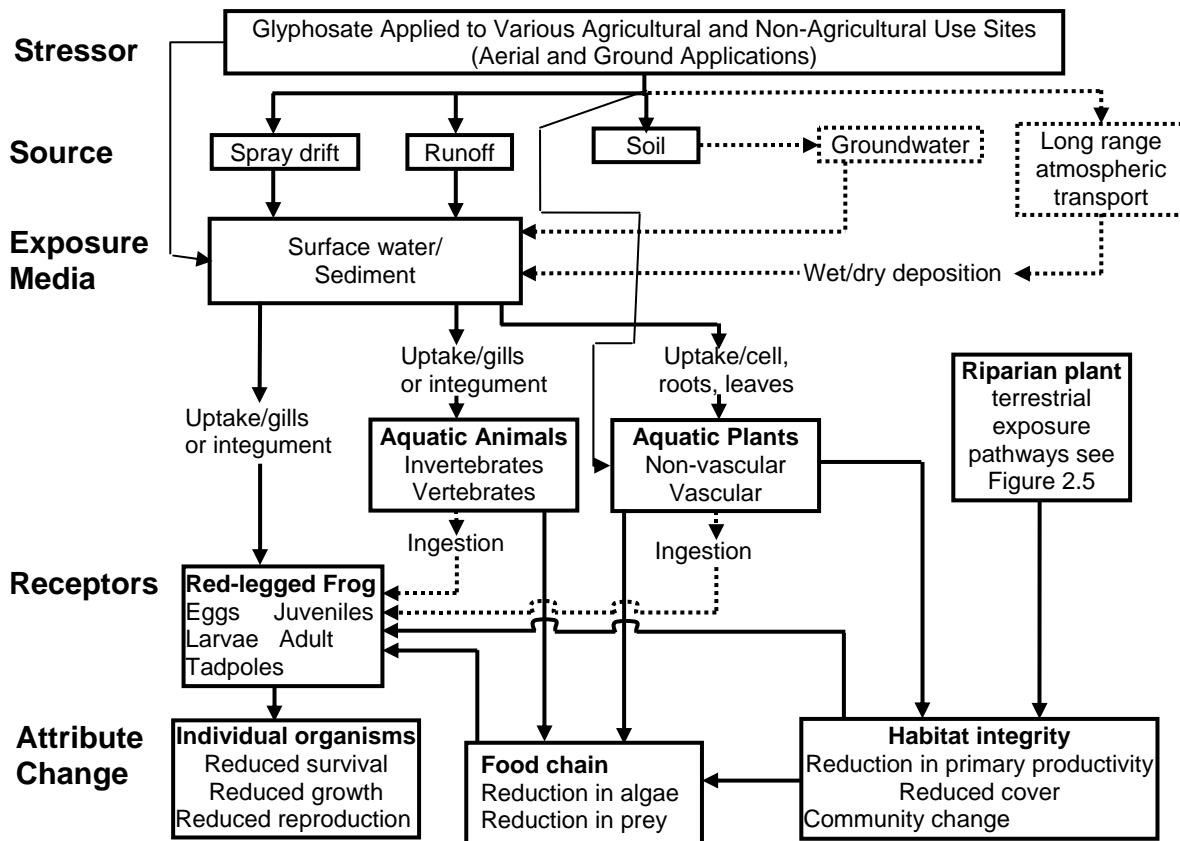 Stressor
Glyphosate Applied to Various Agricultural and Non-Agricultural Use Sites
(Aerial and Ground Applications)
Source
Spray drift
Runoff
Soil
Groundwater
Long range
atmospheric
transport
Exposure
Media
Surface water/
Sediment
Wet/dry deposition
Uptake/gills
or integument
Uptake/gills
or integument
Uptake/cell,
roots, leaves
Riparian plant
terrestrial
exposure
pathways see
Figure 2.5
Aquatic Animals
Invertebrates
Vertebrates
Aquatic Plants
Non-vascular
Vascular
Ingestion
Ingestion
Receptors
Red-legged Frog
Eggs Juveniles
Larvae Adult
Tadpoles
Attribute
Change
Individual organisms
Reduced survival
Reduced growth
Reduced reproduction
Food chain
Reduction in algae
Reduction in prey
Habitat integrity
Reduction in primary productivity
Reduced cover
Community change